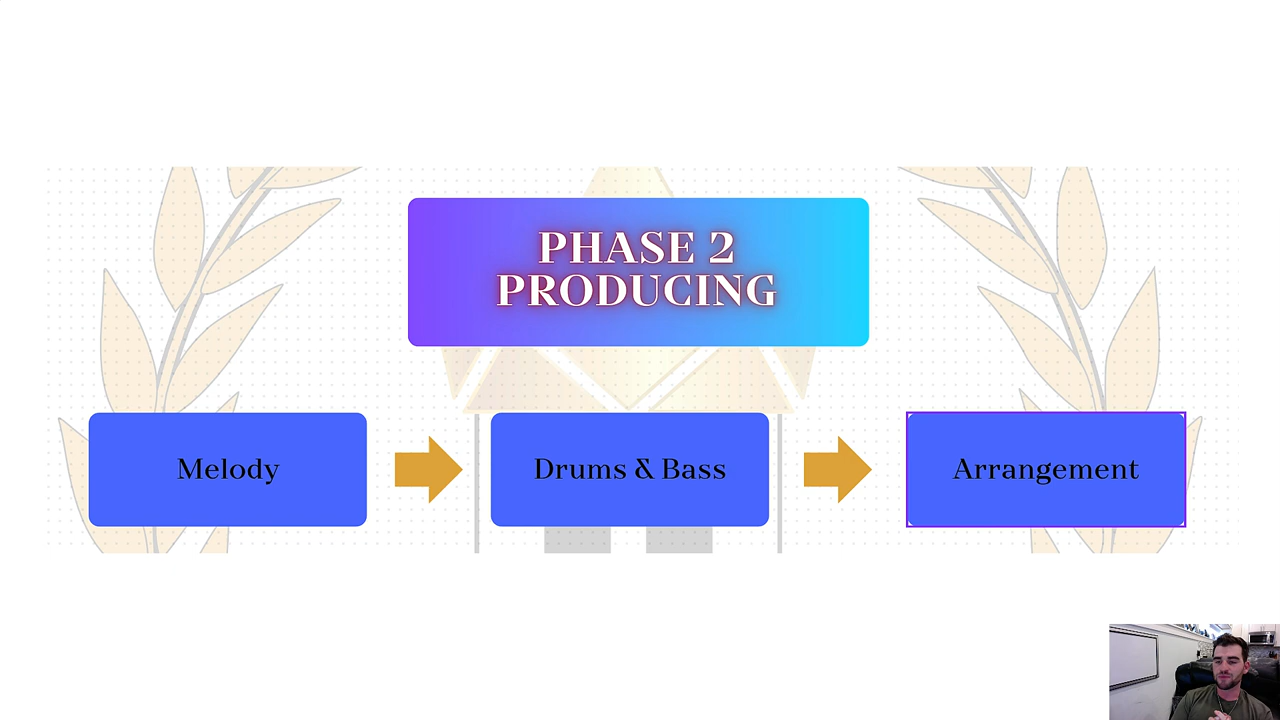 PHASE 2
PRODUCING
Melody
Drums & Bass
Arrangement